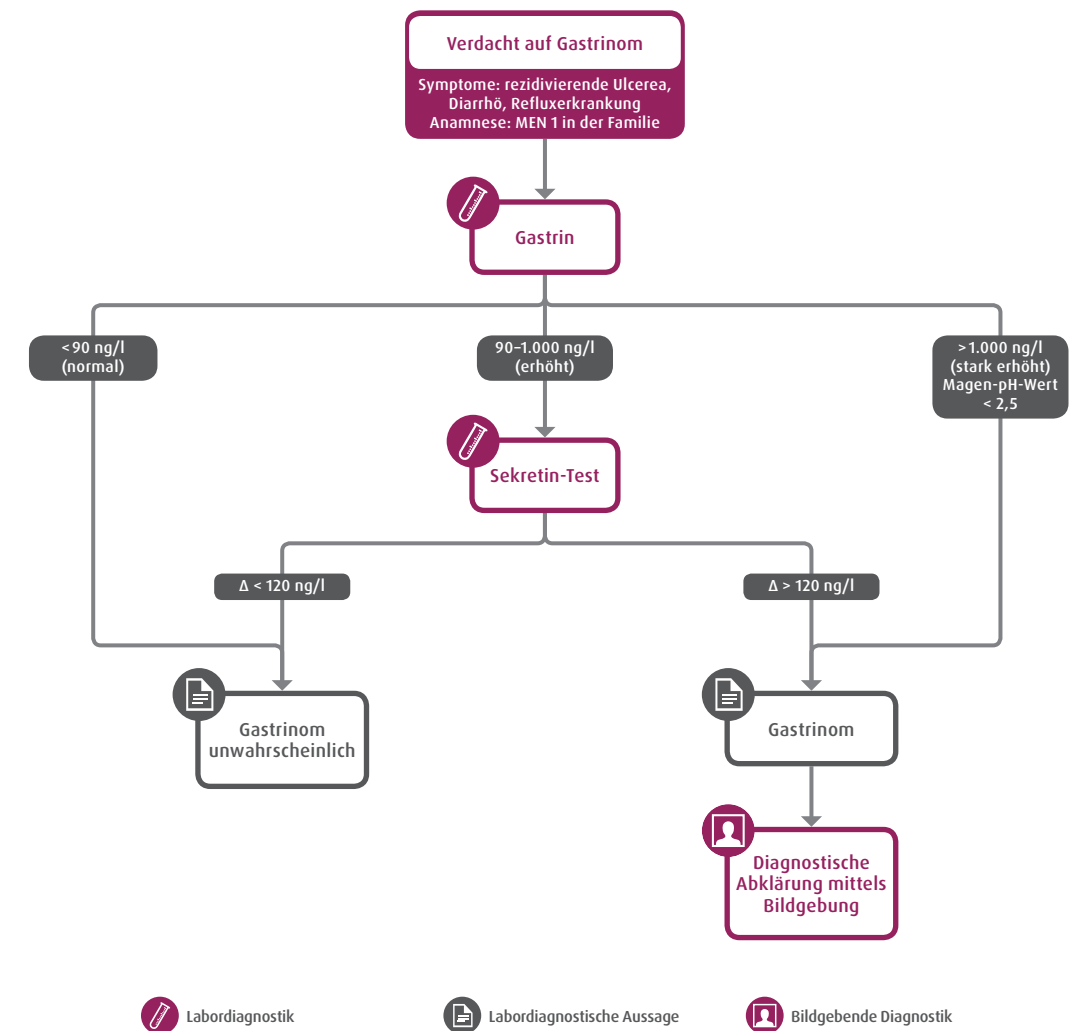 Verdacht auf Gastrinom
Symptome: rezidivierende Ulcerea,
Diarrhö, Refluxerkrankung
Anamnese: MEN 1 in der Familie
Gastrin
<90 ng/l
(normal)
90–1.000 ng/l
(erhöht)
>1.000 ng/l
(stark erhöht)
Magen-pH-Wert
< 2,5
Sekretin-Test
Δ < 120 ng/l
Δ > 120 ng/l
Gastrinom
unwahrscheinlich
Gastrinom
Diagnostische
Abklärung mittels
Bildgebung
Labordiagnostik
Labordiagnostische Aussage
Bildgebende Diagnostik